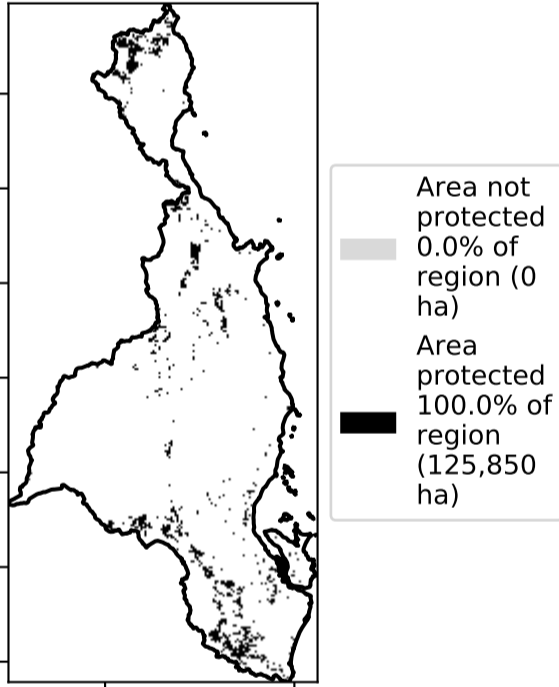 Area not
protected
0.0% of
region (0
ha)
Area
protected
100.0% of
region
(125,850
ha)